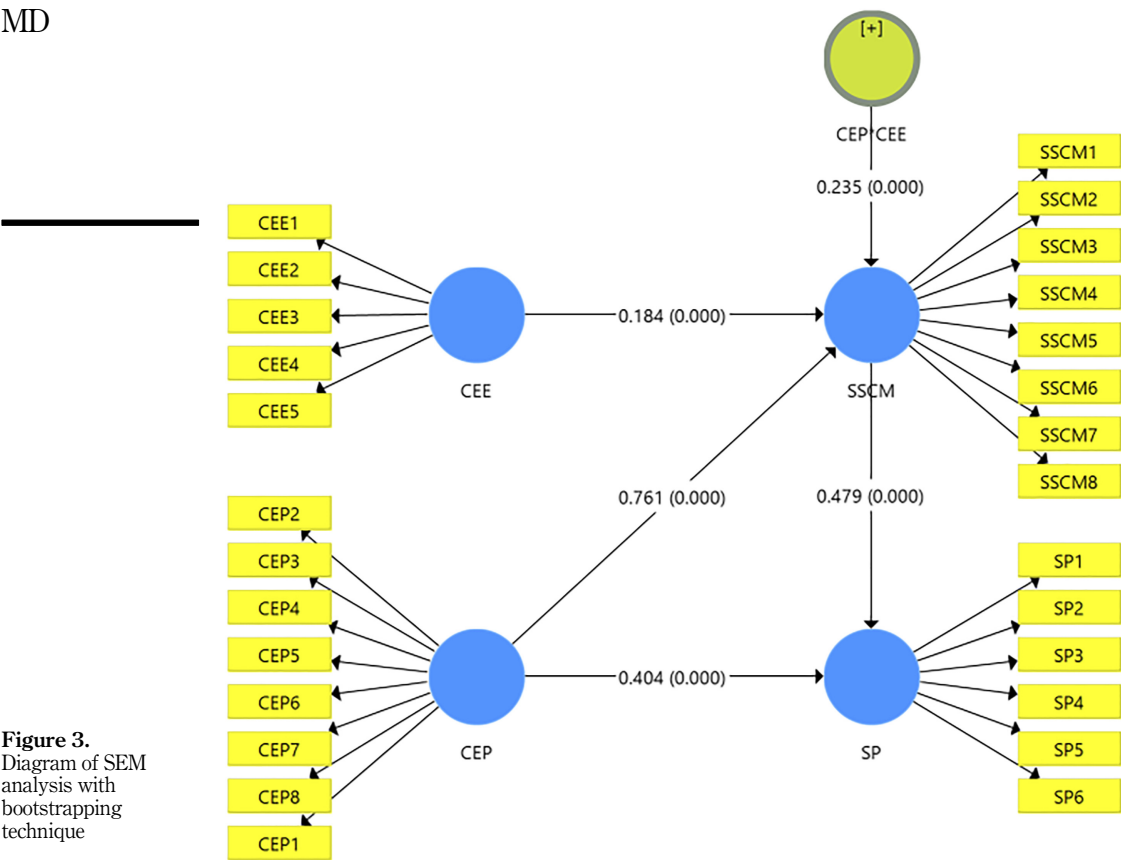 MD
[+]
CEP*CEE
0.235 (0.000)
SSCM1
SSCM2
SSCM3
SSCM4
SSCM5
SSCM6
SSCM7
SSCM8
CEE1
CEE2
CEE3
CEE4
CEE5
0.184 (0.000)
CEE
SSCM
0.761 (0.000)
0.479 (0.000)
CEP2
CEP3
CEP4
CEP5
CEP6
CEP7
CEP8
CEP1
0.404 (0.000)
CEP
SP
SP1
SP2
SP3
SP4
SP5
SP6
Figure 3.
Diagram of SEM
analysis with
bootstrapping
technique